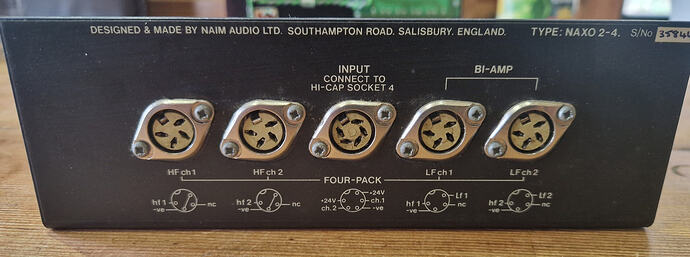 DESIGNED & MADE BY NAIM AUDIO LTD. SOUTHAMPTON ROAD. SALISBURY. ENGLAND. TYPE: NAXO 2-4. S/No
INPUT
CONNECT TO
HI-CAP SOCKET 4
BI-AMP
HF ch 1 HF ch 2 LF ch 1 LF ch 2
FOUR-PACK
hf 1 -ve nc
hf 2 -ve nc
+24V +24V ch.1 ch.2 -ve
hf 1 Lf 1 nc -ve
hf 2 Lf 2 nc -ve